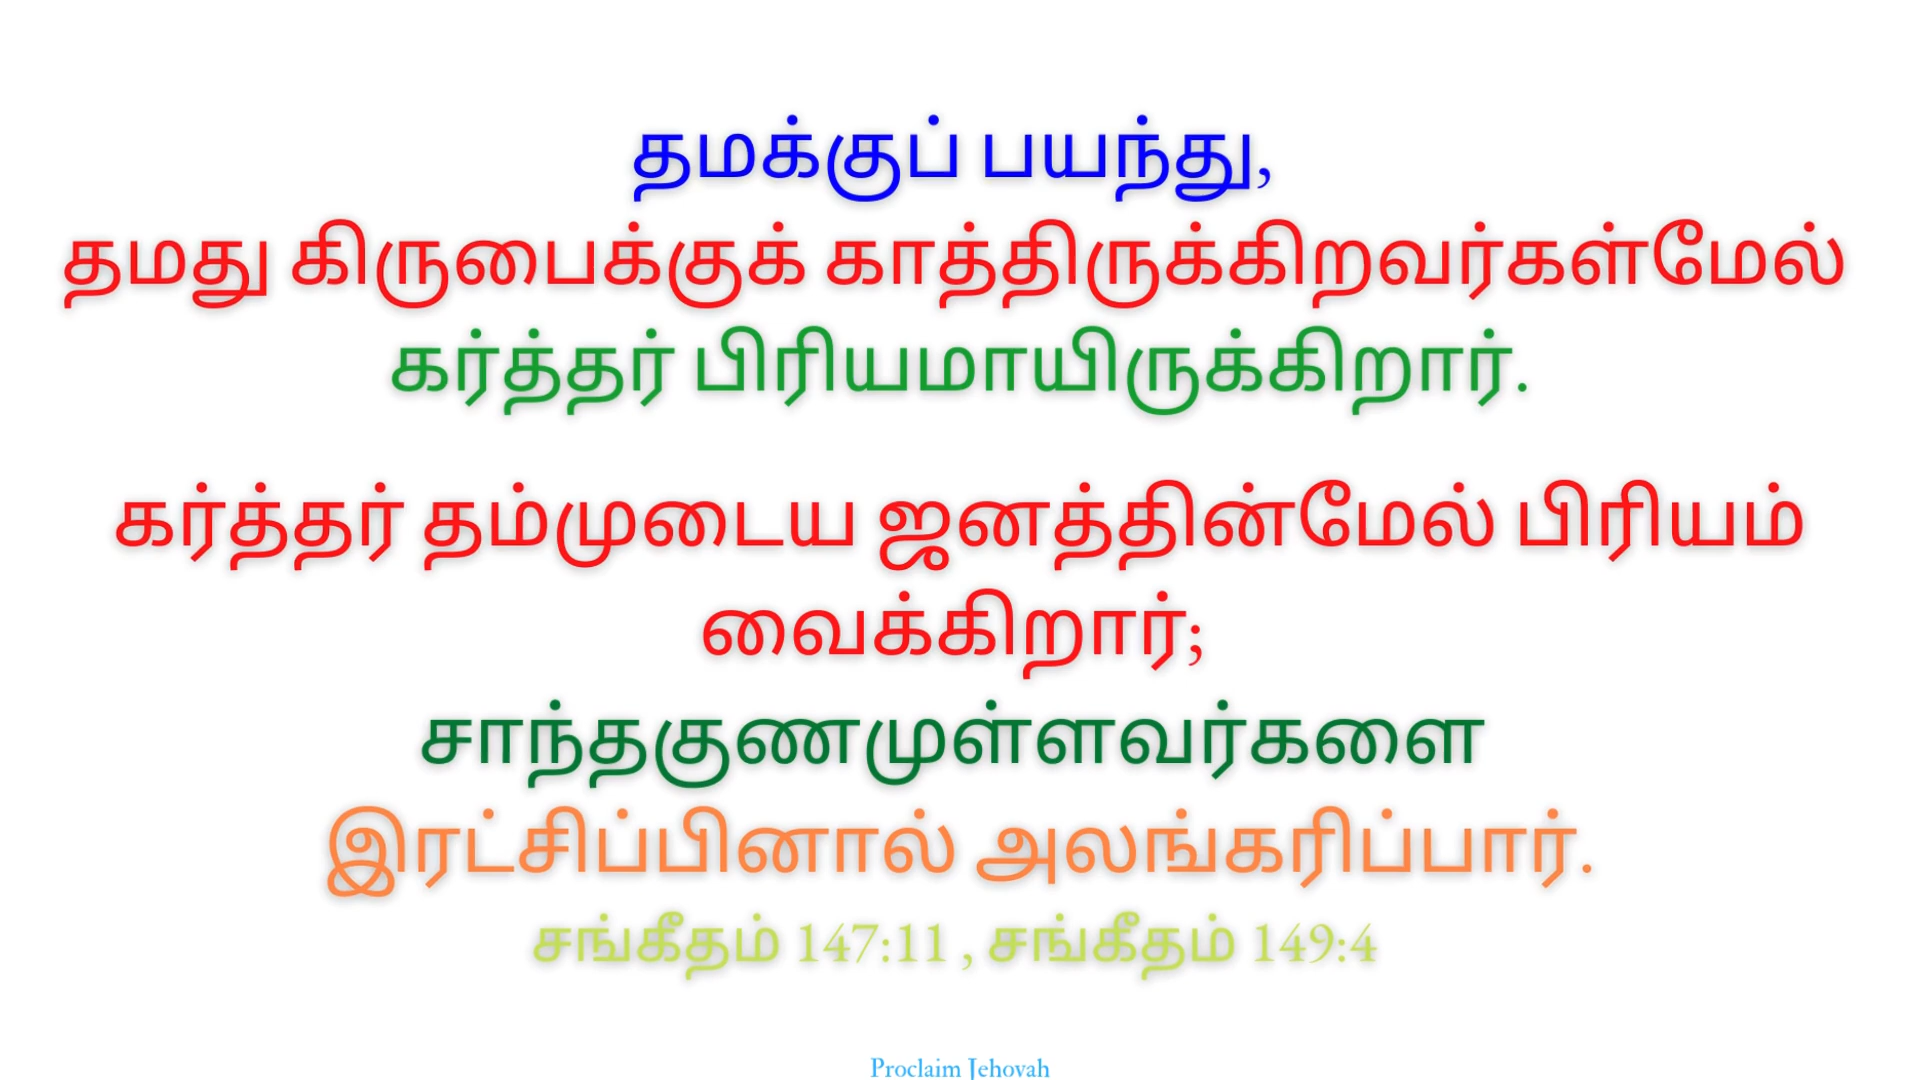 தமக்குப் பயந்து,
தமது கிருபைக்குக் காத்திருக்கிறவர்கள்மேல்
கர்த்தர் பிரியமாயிருக்கிறார்.
கர்த்தர் தம்முடைய ஜனத்தின்மேல் பிரியம்
வைக்கிறார்;
சாந்தகுணமுள்ளவர்களை
இரட்சிப்பினால் அலங்கரிப்பார்.
சங்கீதம் 147:11 , சங்கீதம் 149:4
Proclaim Jehovah